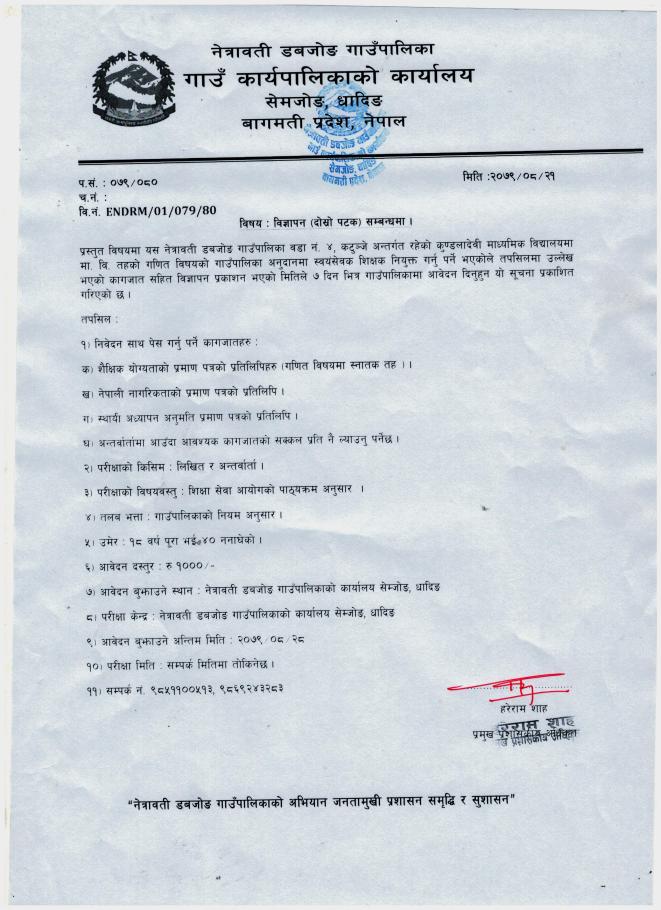 नेत्रावती डबजोङ गाउँपालिका
गाउँ कार्यपालिकाको कार्यालय
सेमजोङ, धादिङ
बागमती प्रदेश, नेपाल
प.सं. : ०७९/०८०
मिति :२०७९/०८/२१
च.नं. :
वि.नं. ENDRM/01/079/80
विषय : विज्ञापन (दोस्रो पटक) सम्बन्धमा ।
प्रस्तुत विषयमा यस नेत्रावती डबजोङ गाउँपालिका वडा नं. ४, कटुञ्जे अन्तर्गत रहेको कुण्डलादेवी माध्यमिक विद्यालयमा
मा. वि. तहको गणित विषयको गाउँपालिका अनुदानमा स्वयंसेवक शिक्षक नियुक्त गर्नु पर्ने भएकोले तपसिलमा उल्लेख
भएको कागजात सहित विज्ञापन प्रकाशन भएको मितिले ७ दिन भित्र गाउँपालिकामा आवेदन दिनुहुन यो सूचना प्रकाशित
गरिएको छ ।
तपसिल :
१) निवेदन साथ पेस गर्नु पर्ने कागजातहरु :
क) शैक्षिक योग्यताको प्रमाण पत्रको प्रतिलिपिहरु (गणित विषयमा स्नातक तह ) ।
ख) नेपाली नागरिकताको प्रमाण पत्रको प्रतिलिपि ।
ग) स्थायी अध्यापन अनुमति प्रमाण पत्रको प्रतिलिपि ।
घ) अन्तर्वार्तामा आउँदा आवश्यक कागजातको सक्कल प्रति नै ल्याउनु पर्नेछ ।
२) परीक्षाको किसिम : लिखित र अन्तर्वार्ता ।
३) परीक्षाको विषयवस्तु : शिक्षा सेवा आयोगको पाठ्यक्रम अनुसार ।
४) तलब भत्ता : गाउँपालिकाको नियम अनुसार ।
५) उमेर : १८ वर्ष पूरा भई ४० ननाघेको ।
६) आवेदन दस्तुर : रु १०००/-
७) आवेदन बुझाउने स्थान : नेत्रावती डबजोङ गाउँपालिकाको कार्यालय सेम्जोङ, धादिङ
८) परीक्षा केन्द्र : नेत्रावती डबजोङ गाउँपालिकाको कार्यालय सेम्जोङ, धादिङ
९) आवेदन बुझाउने अन्तिम मिति : २०७९/०८/२८
१०) परीक्षा मिति : सम्पर्क मितिमा तोकिनेछ ।
११) सम्पर्क नं. ९८५११००५१३, ९८६९२४३२८३
हरेराम शाह
हरेराम शाह
प्रमुख प्रशासकीय अधिकृत
"नेत्रावती डबजोङ गाउँपालिकाको अभियान जनतामुखी प्रशासन समृद्धि र सुशासन"